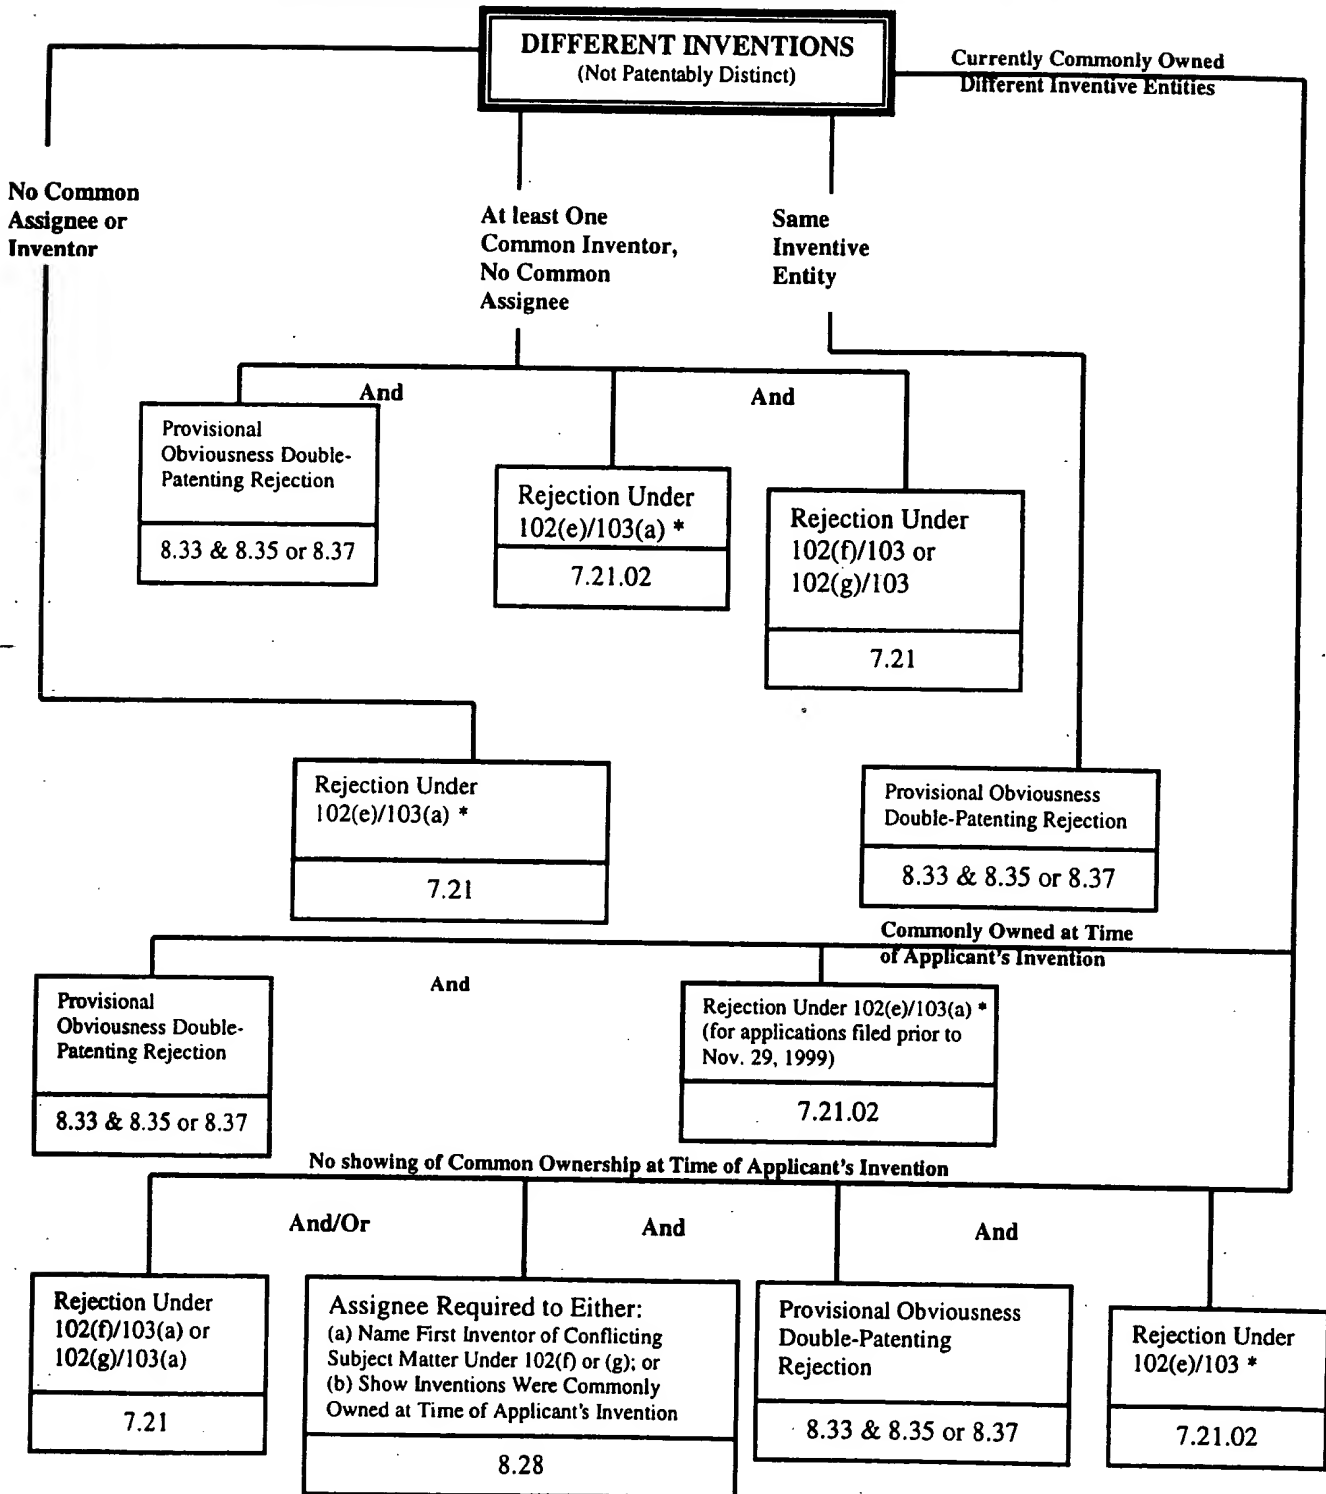 DIFFERENT INVENTIONS
(Not Patentably Distinct)
Currently Commonly Owned
Different Inventive Entities
No Common
Assignee or
Inventor
At least One
Common Inventor,
No Common
Assignee
Same
Inventive
Entity
And
And
Provisional
Obviousness Double-
Patenting Rejection
8.33 & 8.35 or 8.37
Rejection Under
102(e)/103(a) *
7.21.02
Rejection Under
102(f)/103 or
102(g)/103
7.21
Rejection Under
102(e)/103(a) *
7.21
Provisional Obviousness
Double-Patenting Rejection
8.33 & 8.35 or 8.37
Commonly Owned at Time
of Applicant's Invention
And
Provisional
Obviousness Double-
Patenting Rejection
8.33 & 8.35 or 8.37
Rejection Under 102(e)/103(a) *
(for applications filed prior to
Nov. 29, 1999)
7.21.02
No showing of Common Ownership at Time of Applicant's Invention
And/Or
And
And
Rejection Under
102(f)/103(a) or
102(g)/103(a)
7.21
Assignee Required to Either:
(a) Name First Inventor of Conflicting
Subject Matter Under 102(f) or (g); or
(b) Show Inventions Were Commonly
Owned at Time of Applicant's Invention
8.28
Provisional Obviousness
Double-Patenting
Rejection
8.33 & 8.35 or 8.37
Rejection Under
102(e)/103 *
7.21.02